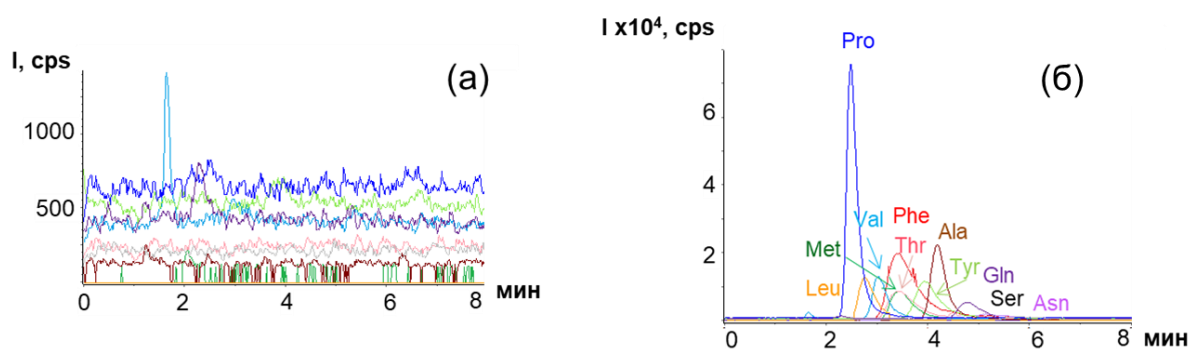 I, cps
(а)
1000
500
0
2
4
6
8
мин
I x10⁴, cps
(б)
Pro
6
4
Val
Phe
Ala
Met
Thr
Tyr
2
Leu
Gln
Ser
Asn
0
2
4
6
8
мин